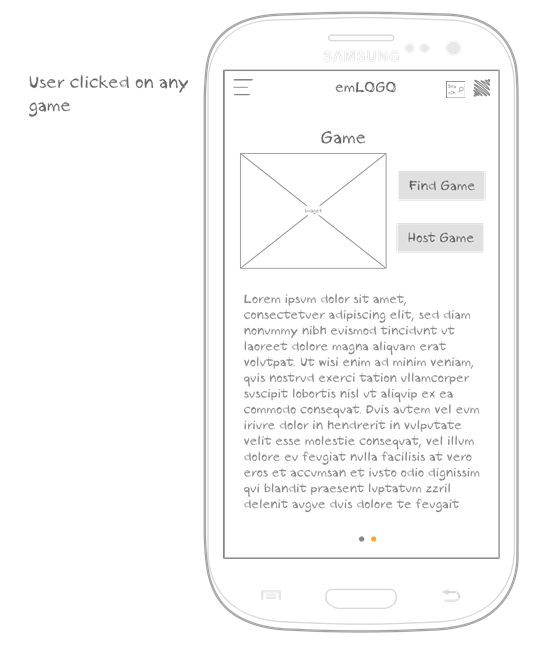 SAMSUNG
User clicked on any
game
emLOGO
Game
Image1
Find Game
Host Game
Lorem ipsum dolor sit amet,
consectetuer adipiscing elit, sed diam
nonummy nibh euismod tincidunt ut
laoreet dolore magna aliquam erat
volutpat. Ut wisi enim ad minim veniam,
quis nostrud exerci tation ullamcorper
suscipit lobortis nisl ut aliquip ex ea
commodo consequat. Duis autem vel eum
iriure dolor in hendrerit in vulputate
velit esse molestie consequat, vel illum
dolore eu feugiat nulla facilisis at vero
eros et accumsan et iusto odio dignissim
qui blandit praesent luptatum zzril
delenit augue duis dolore te feugait